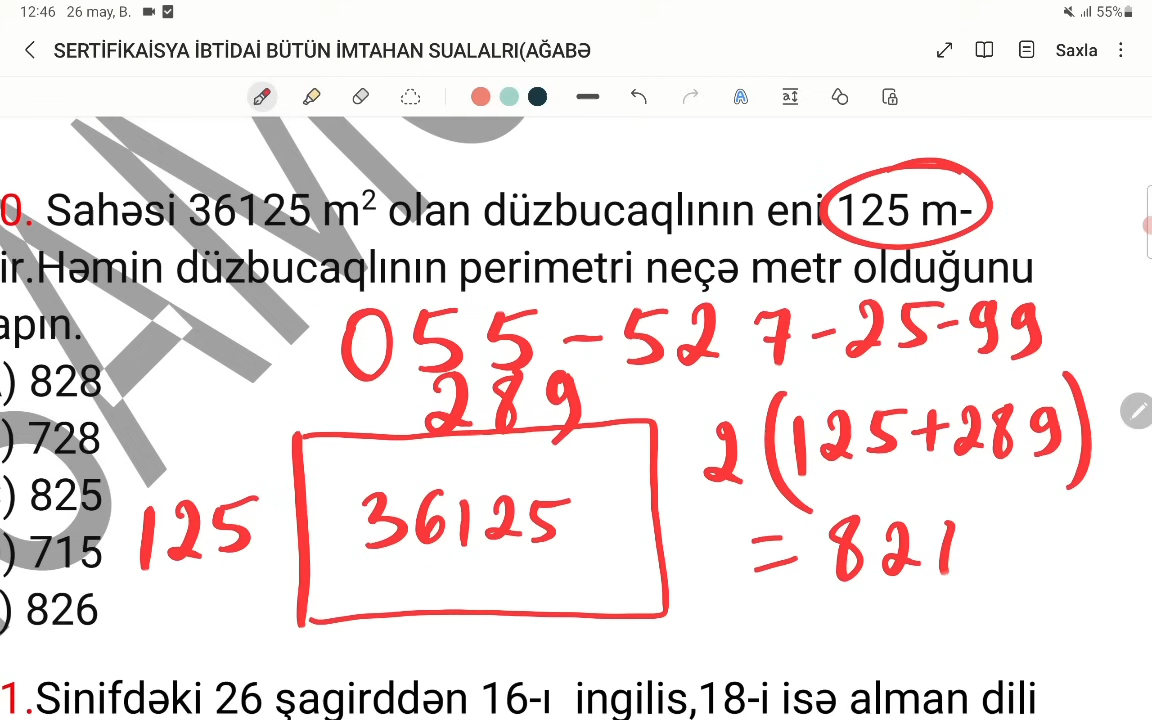 12:46 26 may, B. 55%
SERTİFİKAİSYA İBTİDAİ BÜTÜN İMTAHAN SUALALRI(AĞABƏ
Saxla
0. Sahəsi 36125 m² olan düzbucaqlının eni 125 m-
ir.Həmin düzbucaqlının perimetri neçə metr olduğunu
apın.
055-527-25-99
) 828
289
) 728
2(125+289)
) 825
125
36125
) 715
= 821
) 826
1.Sinifdəki 26 şagirddən 16-ı ingilis,18-i isə alman dili